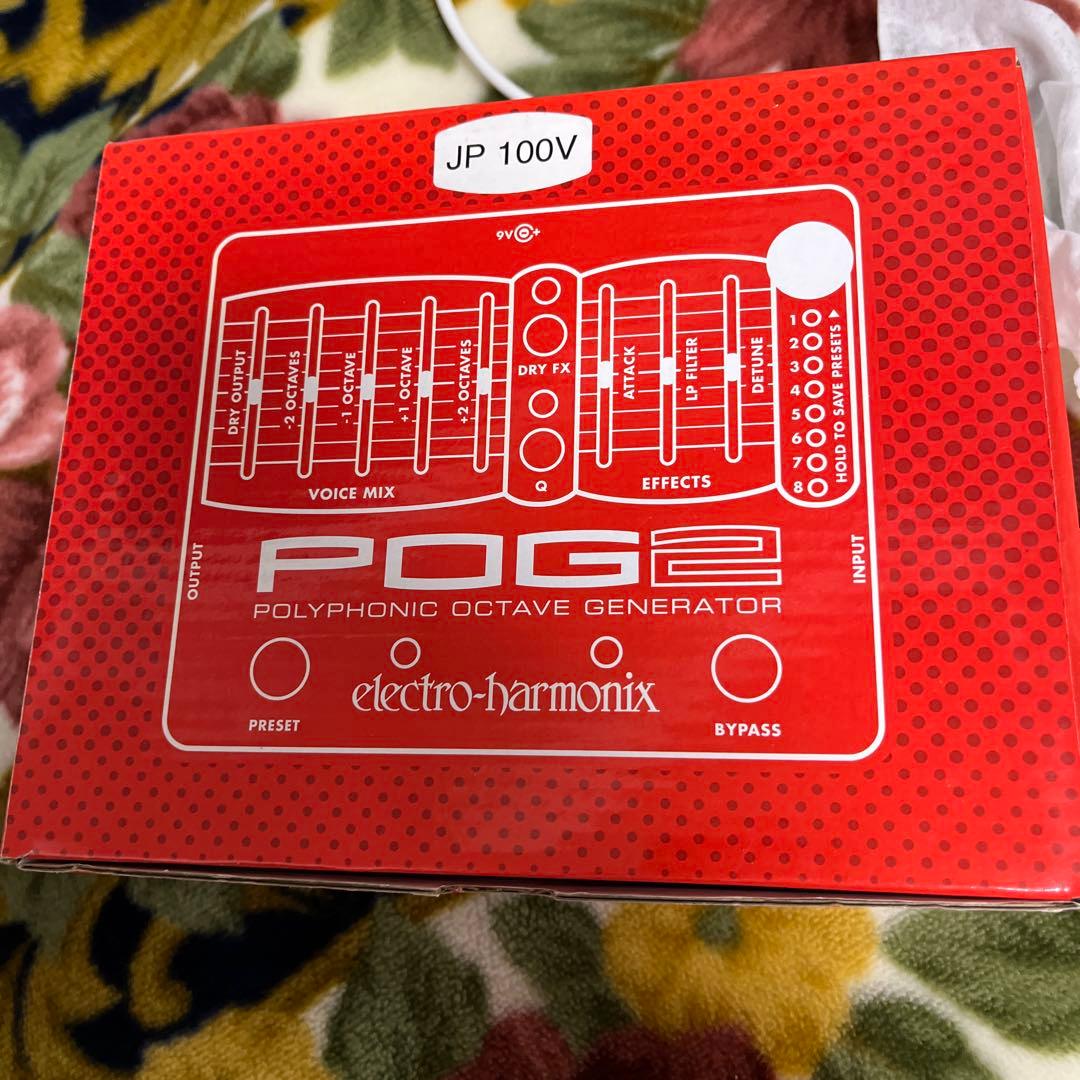 JP 100V
9V
+
DRY OUTPUT
-2 OCTAVES
-1 OCTAVE
+1 OCTAVE
+2 OCTAVES
VOICE MIX
DRY FX
Q
ATTACK
LP FILTER
DETUNE
EFFECTS
1
2
3
4
5
6
7
8
HOLD TO SAVE PRESETS
OUTPUT
INPUT
POG2
POLYPHONIC OCTAVE GENERATOR
electro-harmonix
PRESET
BYPASS